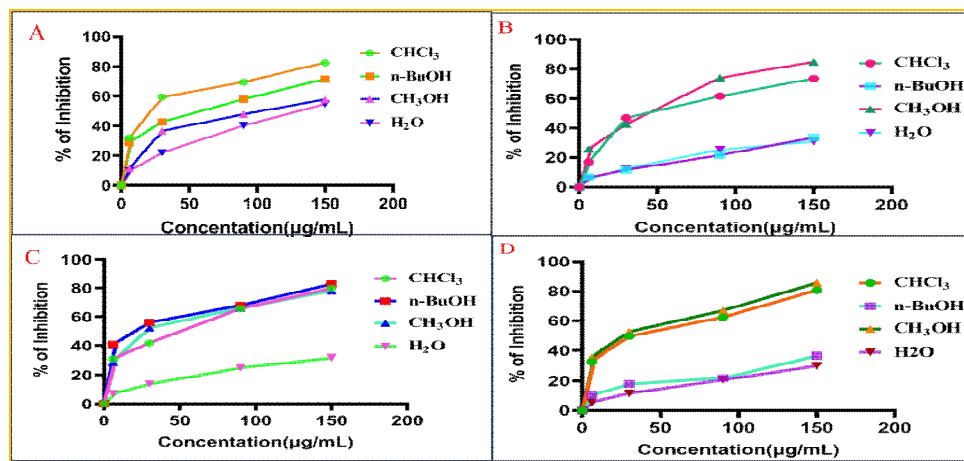 A
% of Inhibition
100
80
60
40
20
0
0 50 100 150 200
Concentation(µg/mL)
CHCl₃
n-BuOH
CH₃OH
H₂O
B
% of Inhibition
100
80
60
40
20
0
0 50 100 150 200
Concentation(µg/mL)
CHCl₃
n-BuOH
CH₃OH
H₂O
C
% of Inhibition
100
80
60
40
20
0
0 50 100 150 200
Concentation(µg/mL)
CHCl₃
n-BuOH
CH₃OH
H₂O
D
% of Inhibition
100
80
60
40
20
0
0 50 100 150 200
Concentation(µg/mL)
CHCl₃
n-BuOH
CH₃OH
H2O